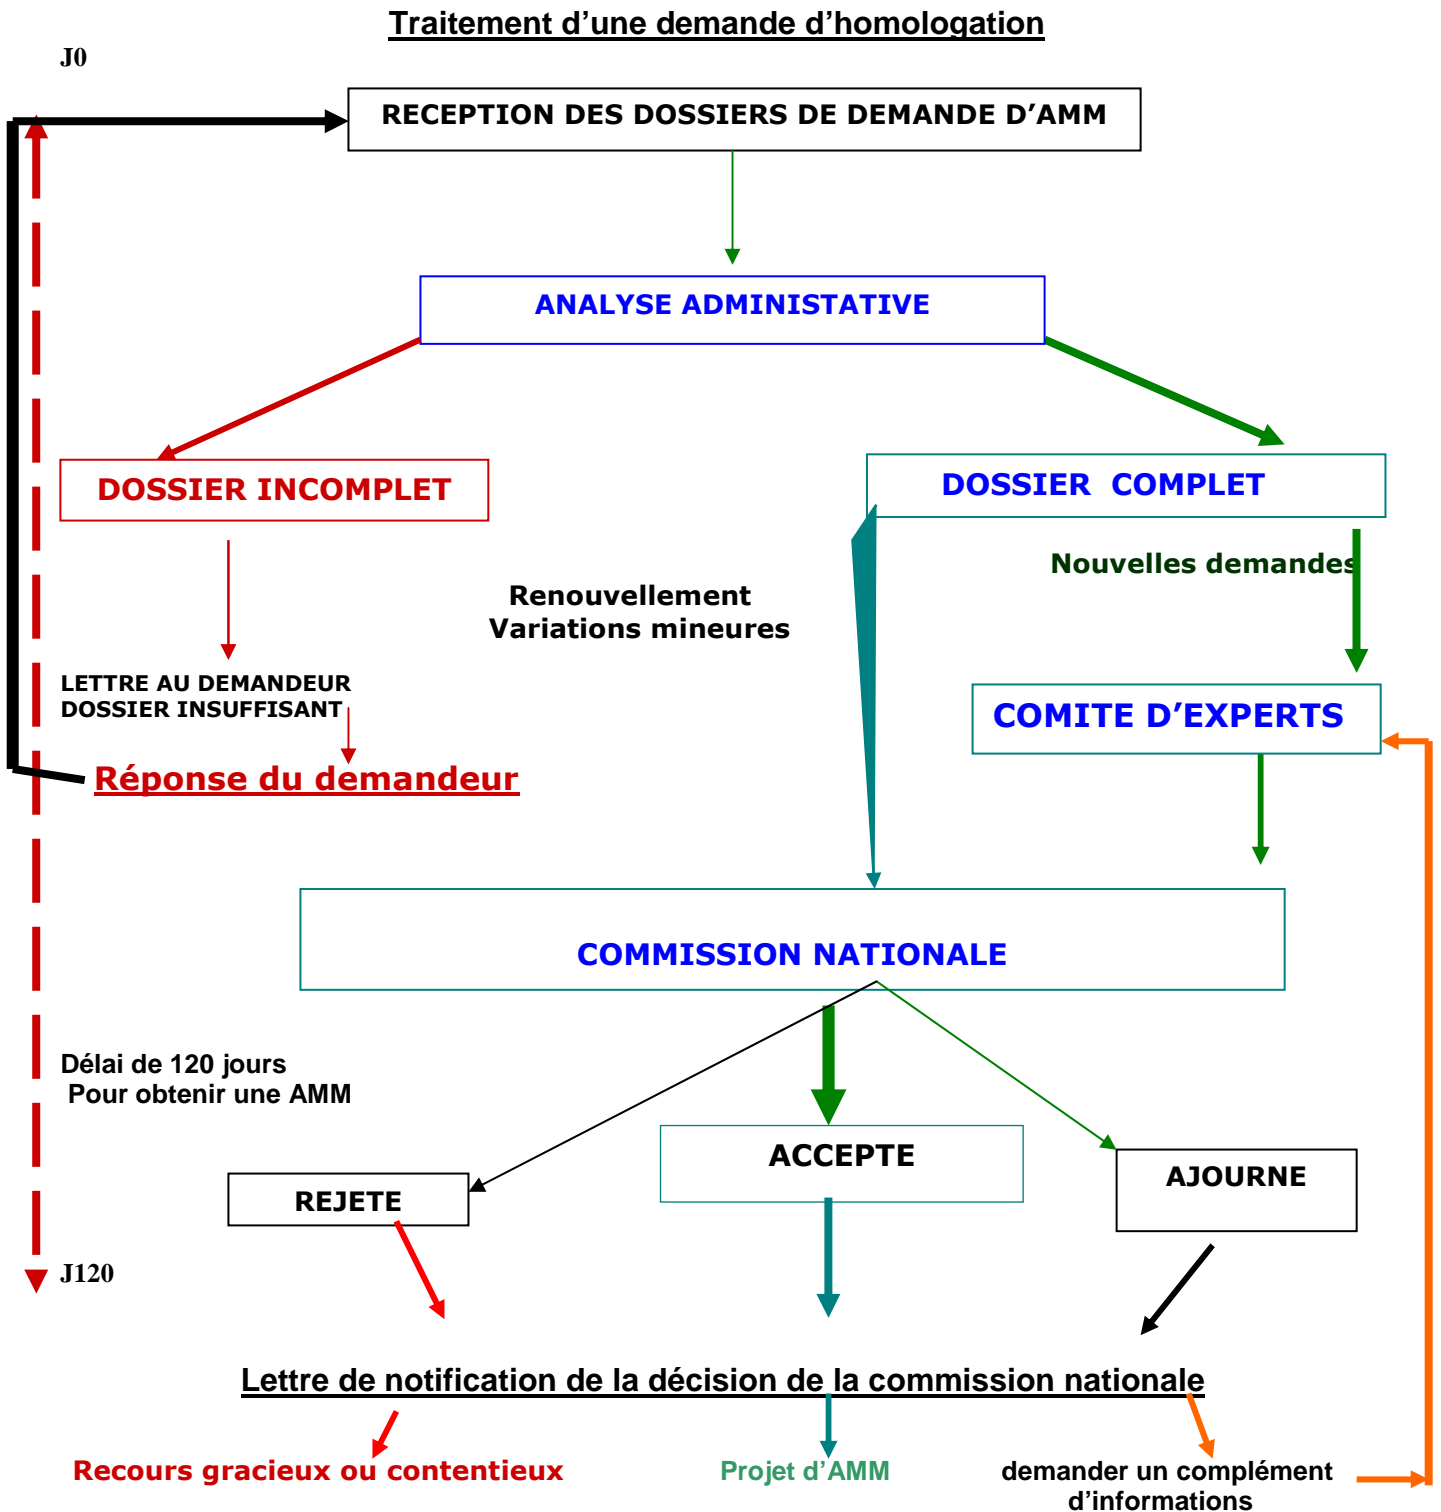 Traitement d’une demande d’homologation
J0
RECEPTION DES DOSSIERS DE DEMANDE D’AMM
ANALYSE ADMINISTATIVE
DOSSIER INCOMPLET
DOSSIER  COMPLET
Nouvelles demandes
Renouvellement
Variations mineures
LETTRE AU DEMANDEUR
DOSSIER INSUFFISANT
COMITE D’EXPERTS
Réponse du demandeur
COMMISSION NATIONALE
Délai de 120 jours
Pour obtenir une AMM
ACCEPTE
AJOURNE
REJETE
J120
Lettre de notification de la décision de la commission nationale
Recours gracieux ou contentieux
Projet d’AMM
demander un complément
d’informations